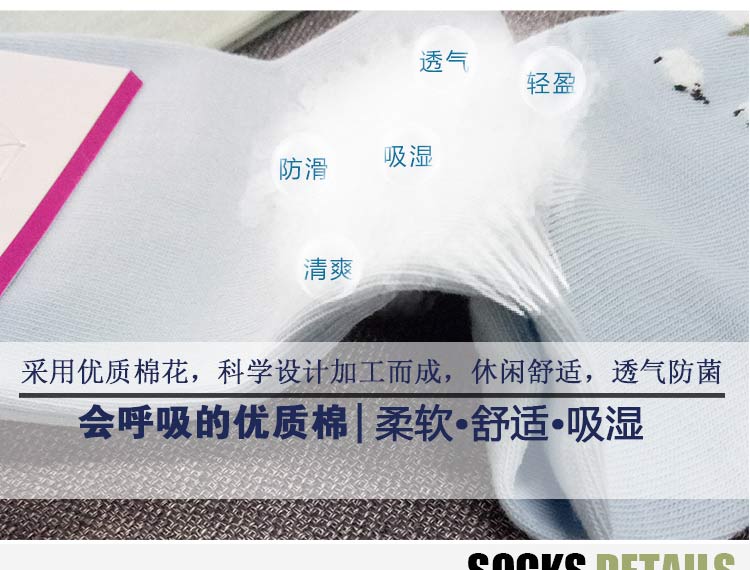 透气
轻盈
吸湿
防滑
清爽
采用优质棉花，科学设计加工而成，休闲舒适，透气防菌
会呼吸的优质棉|柔软•舒适•吸湿
SOCKS DETAILS